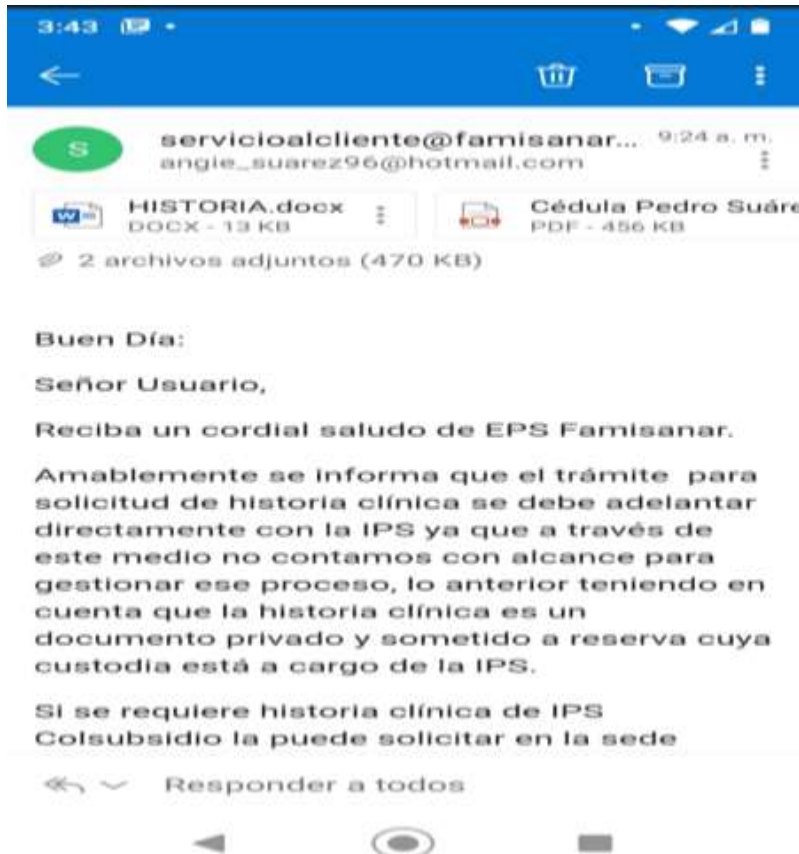 3:43
servicioalcliente@famisanar... 9:24 a. m.
angie_suarez96@hotmail.com
HISTORIA.docx
DOCX - 13 KB
Cédula Pedro Suáre
PDF - 456 KB
2 archivos adjuntos (470 KB)
Buen Día:
Señor Usuario,
Reciba un cordial saludo de EPS Famisanar.
Amablemente se informa que el trámite para
solicitud de historia clínica se debe adelantar
directamente con la IPS ya que a través de
este medio no contamos con alcance para
gestionar ese proceso, lo anterior teniendo en
cuenta que la historia clínica es un
documento privado y sometido a reserva cuya
custodia está a cargo de la IPS.
Si se requiere historia clínica de IPS
Colsubsidio la puede solicitar en la sede
Responder a todos